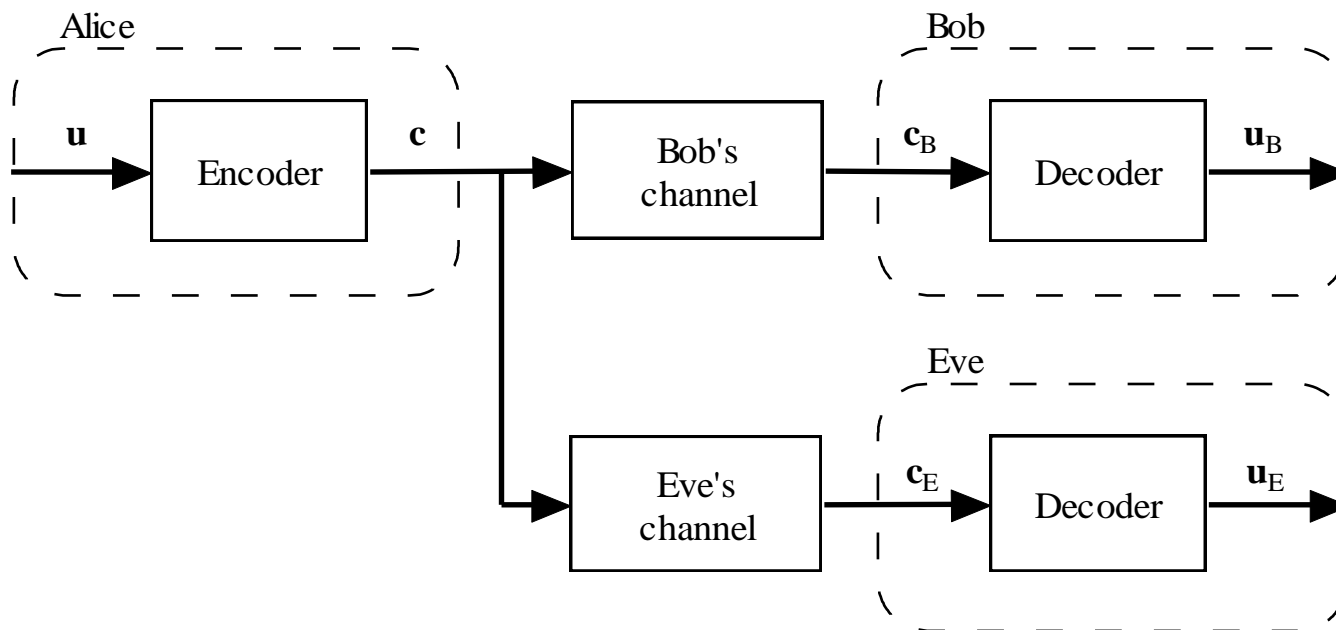 Alice
Bob
u
Encoder
c
Bob's
channel
c_B
Decoder
u_B
Eve
Eve's
channel
c_E
Decoder
u_E